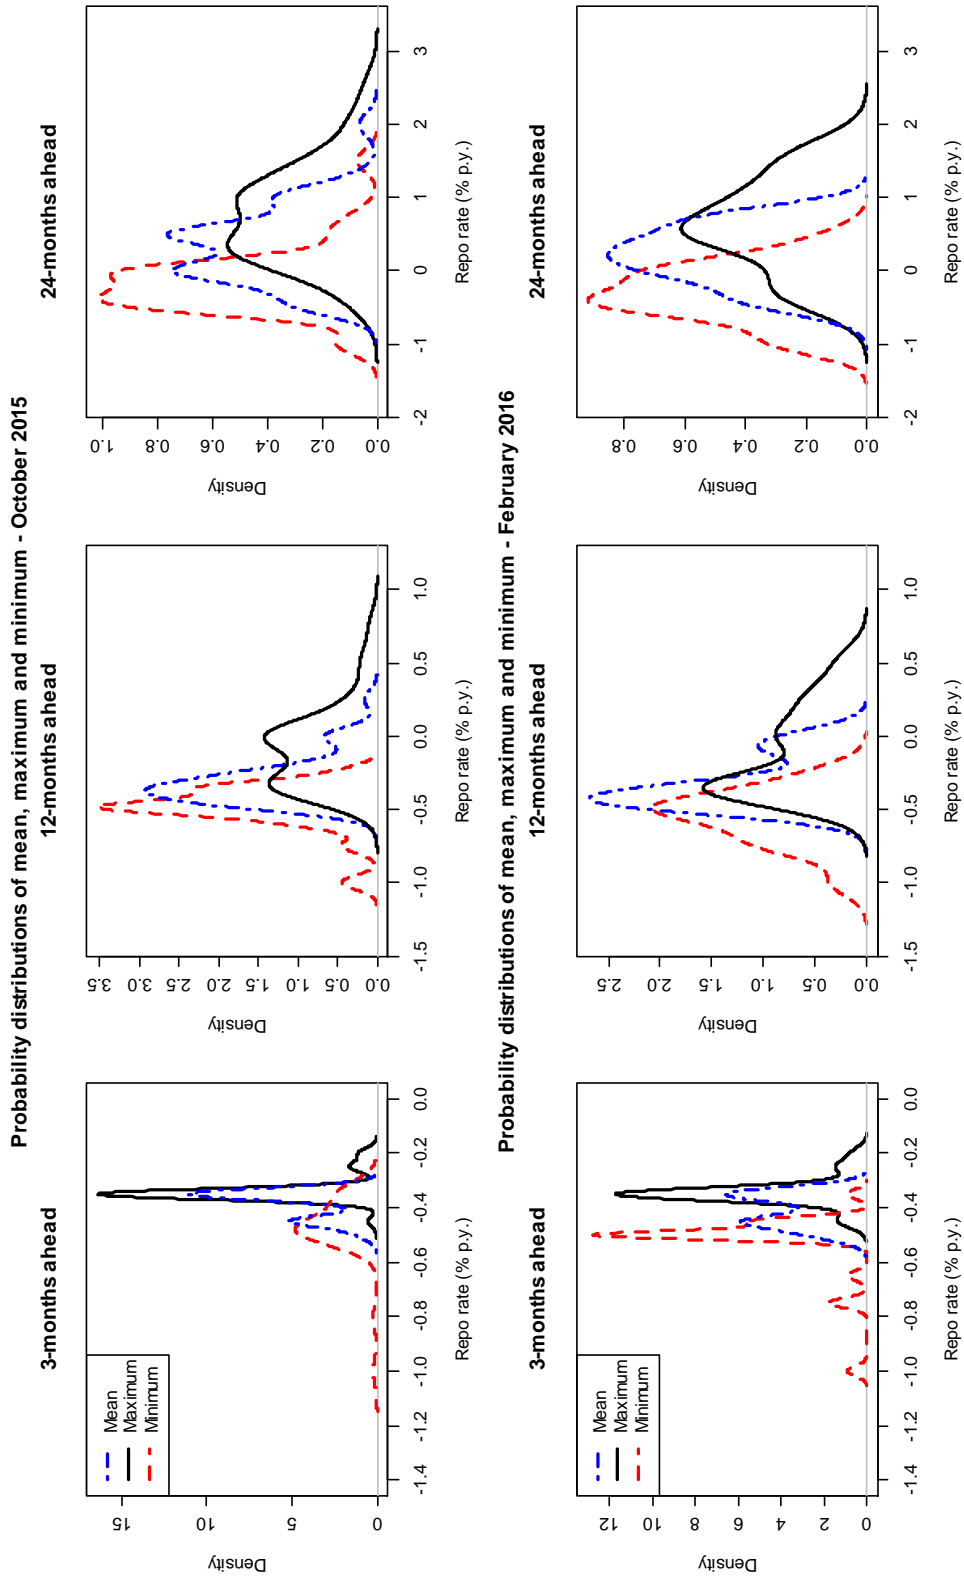 Probability distributions of mean, maximum and minimum - October 2015
3-months ahead
12-months ahead
24-months ahead
Mean
Maximum
Minimum
Density
0 5 10 15
-1.4 -1.2 -1.0 -0.8 -0.6 -0.4 -0.2 0.0
Repo rate (% p.y.)
Density
0.0 0.5 1.0 1.5 2.0 2.5 3.0 3.5
-1.5 -1.0 -0.5 0.0 0.5 1.0
Repo rate (% p.y.)
Density
0.0 0.2 0.4 0.6 0.8 1.0
-2 -1 0 1 2 3
Repo rate (% p.y.)
Probability distributions of mean, maximum and minimum - February 2016
3-months ahead
12-months ahead
24-months ahead
Mean
Maximum
Minimum
Density
0 2 4 6 8 10 12
-1.4 -1.2 -1.0 -0.8 -0.6 -0.4 -0.2 0.0
Repo rate (% p.y.)
Density
0.0 0.5 1.0 1.5 2.0 2.5
-1.5 -1.0 -0.5 0.0 0.5 1.0
Repo rate (% p.y.)
Density
0.0 0.2 0.4 0.6 0.8
-2 -1 0 1 2 3
Repo rate (% p.y.)